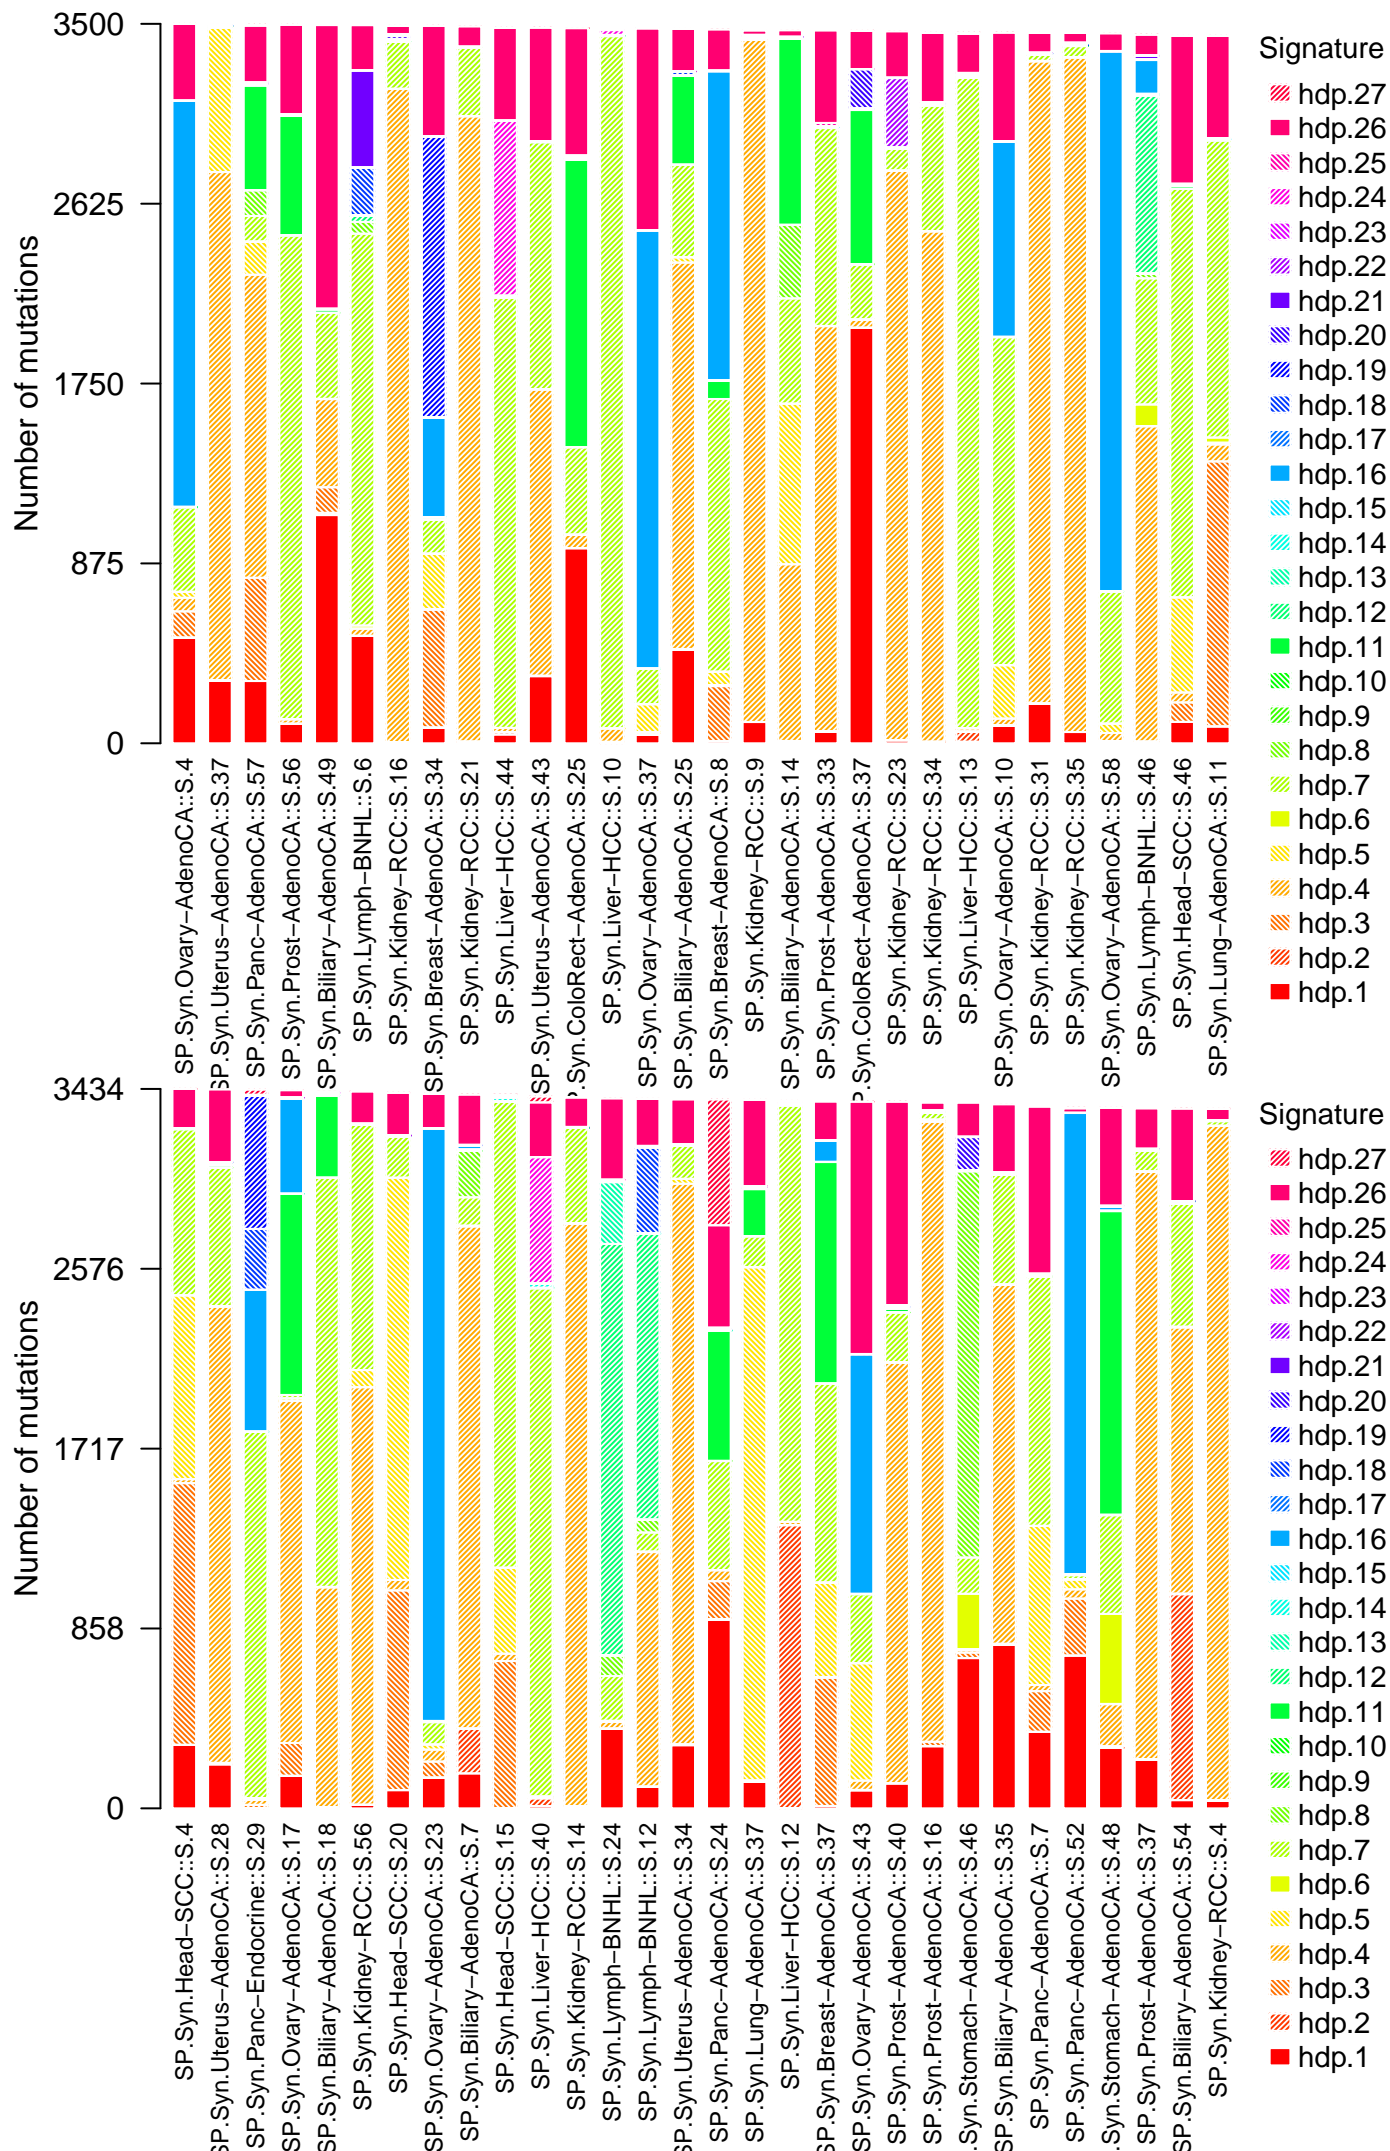 3500
2625
1750
875
0
Number of mutations
SP.Syn.Ovary−AdenoCA::S.4
SP.Syn.Uterus−AdenoCA::S.37
SP.Syn.Panc−AdenoCA::S.57
SP.Syn.Prost−AdenoCA::S.56
SP.Syn.Biliary−AdenoCA::S.49
SP.Syn.Lymph−BNHL::S.6
SP.Syn.Kidney−RCC::S.16
SP.Syn.Breast−AdenoCA::S.34
SP.Syn.Kidney−RCC::S.21
SP.Syn.Liver−HCC::S.44
SP.Syn.Uterus−AdenoCA::S.43
P.Syn.ColoRect−AdenoCA::S.25
SP.Syn.Liver−HCC::S.10
SP.Syn.Ovary−AdenoCA::S.37
SP.Syn.Biliary−AdenoCA::S.25
SP.Syn.Breast−AdenoCA::S.8
SP.Syn.Kidney−RCC::S.9
SP.Syn.Biliary−AdenoCA::S.14
SP.Syn.Prost−AdenoCA::S.33
P.Syn.ColoRect−AdenoCA::S.37
SP.Syn.Kidney−RCC::S.23
SP.Syn.Kidney−RCC::S.34
SP.Syn.Liver−HCC::S.13
SP.Syn.Ovary−AdenoCA::S.10
SP.Syn.Kidney−RCC::S.31
SP.Syn.Kidney−RCC::S.35
SP.Syn.Ovary−AdenoCA::S.58
SP.Syn.Lymph−BNHL::S.46
SP.Syn.Head−SCC::S.46
SP.Syn.Lung−AdenoCA::S.11
Signature
hdp.27
hdp.26
hdp.25
hdp.24
hdp.23
hdp.22
hdp.21
hdp.20
hdp.19
hdp.18
hdp.17
hdp.16
hdp.15
hdp.14
hdp.13
hdp.12
hdp.11
hdp.10
hdp.9
hdp.8
hdp.7
hdp.6
hdp.5
hdp.4
hdp.3
hdp.2
hdp.1
3434
2576
1717
858
0
Number of mutations
SP.Syn.Head−SCC::S.4
SP.Syn.Uterus−AdenoCA::S.28
SP.Syn.Panc−Endocrine::S.29
SP.Syn.Ovary−AdenoCA::S.17
SP.Syn.Biliary−AdenoCA::S.18
SP.Syn.Kidney−RCC::S.56
SP.Syn.Head−SCC::S.20
SP.Syn.Ovary−AdenoCA::S.23
SP.Syn.Biliary−AdenoCA::S.7
SP.Syn.Head−SCC::S.15
SP.Syn.Liver−HCC::S.40
SP.Syn.Kidney−RCC::S.14
SP.Syn.Lymph−BNHL::S.24
SP.Syn.Lymph−BNHL::S.12
SP.Syn.Uterus−AdenoCA::S.34
SP.Syn.Panc−AdenoCA::S.24
SP.Syn.Lung−AdenoCA::S.37
SP.Syn.Liver−HCC::S.12
SP.Syn.Breast−AdenoCA::S.37
SP.Syn.Ovary−AdenoCA::S.43
SP.Syn.Prost−AdenoCA::S.40
SP.Syn.Prost−AdenoCA::S.16
.Syn.Stomach−AdenoCA::S.46
SP.Syn.Biliary−AdenoCA::S.35
SP.Syn.Panc−AdenoCA::S.7
SP.Syn.Panc−AdenoCA::S.52
.Syn.Stomach−AdenoCA::S.48
SP.Syn.Prost−AdenoCA::S.37
SP.Syn.Biliary−AdenoCA::S.54
SP.Syn.Kidney−RCC::S.4
Signature
hdp.27
hdp.26
hdp.25
hdp.24
hdp.23
hdp.22
hdp.21
hdp.20
hdp.19
hdp.18
hdp.17
hdp.16
hdp.15
hdp.14
hdp.13
hdp.12
hdp.11
hdp.10
hdp.9
hdp.8
hdp.7
hdp.6
hdp.5
hdp.4
hdp.3
hdp.2
hdp.1